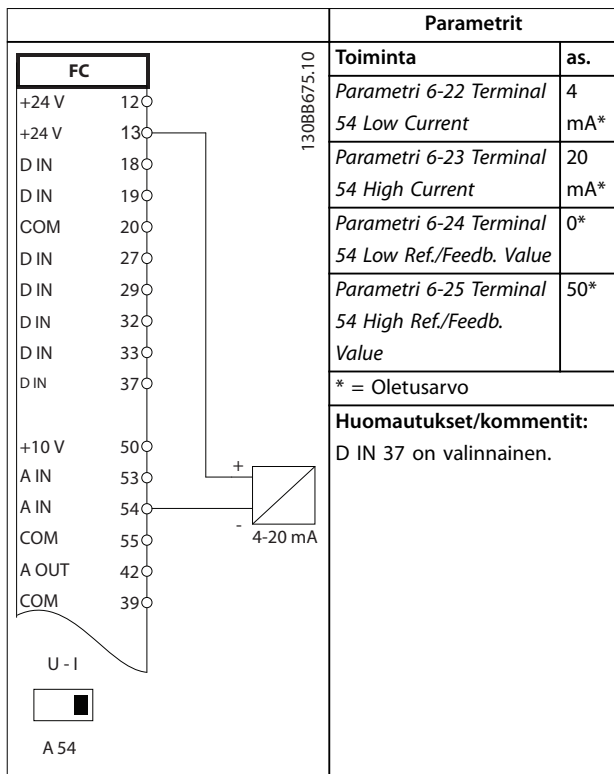 Parametrit
FC
130BB675.10
+24 V 12
+24 V 13
D IN 18
D IN 19
COM 20
D IN 27
D IN 29
D IN 32
D IN 33
D IN 37
+10 V 50
A IN 53
A IN 54
COM 55
A OUT 42
COM 39
+
-
4-20 mA
U - I
A 54
Toiminta as.
Parametri 6-22 Terminal 4
54 Low Current mA*
Parametri 6-23 Terminal 20
54 High Current mA*
Parametri 6-24 Terminal 0*
54 Low Ref./Feedb. Value
Parametri 6-25 Terminal 50*
54 High Ref./Feedb.
Value
* = Oletusarvo
Huomautukset/kommentit:
D IN 37 on valinnainen.